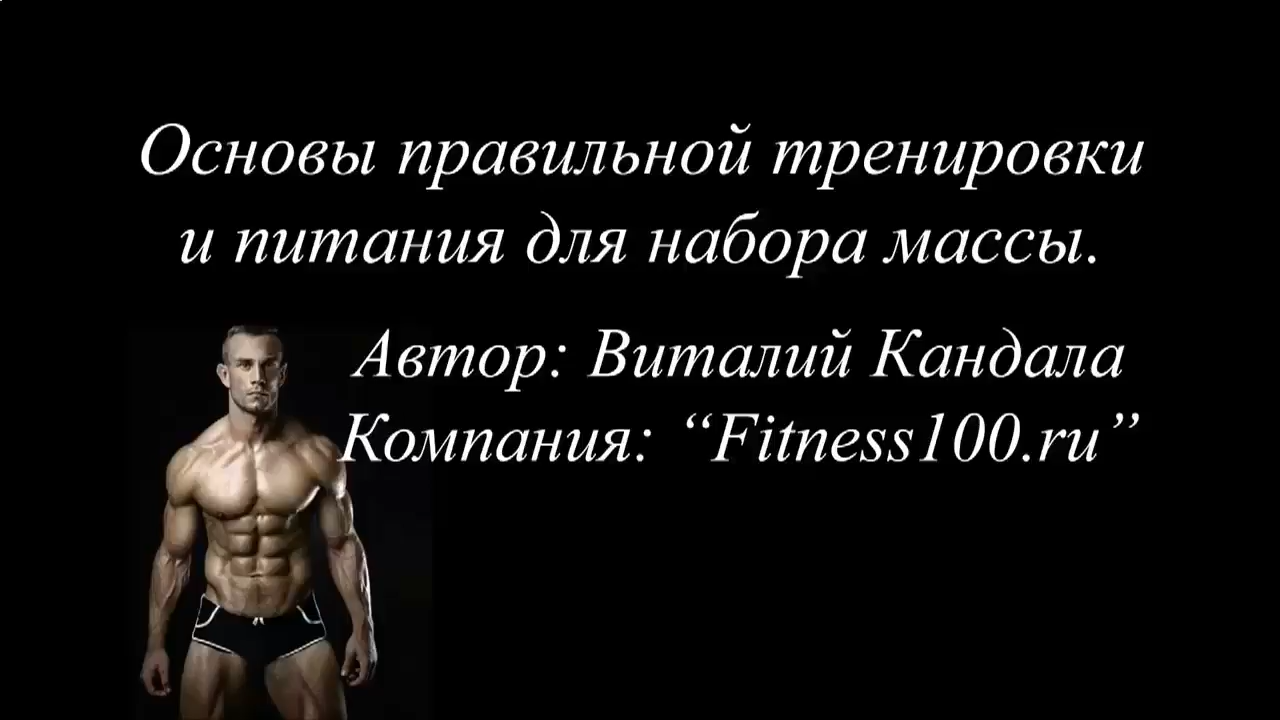 Основы правильной тренировки
и питания для набора массы.
Автор: Виталий Кандала
Компания: “Fitness100.ru”